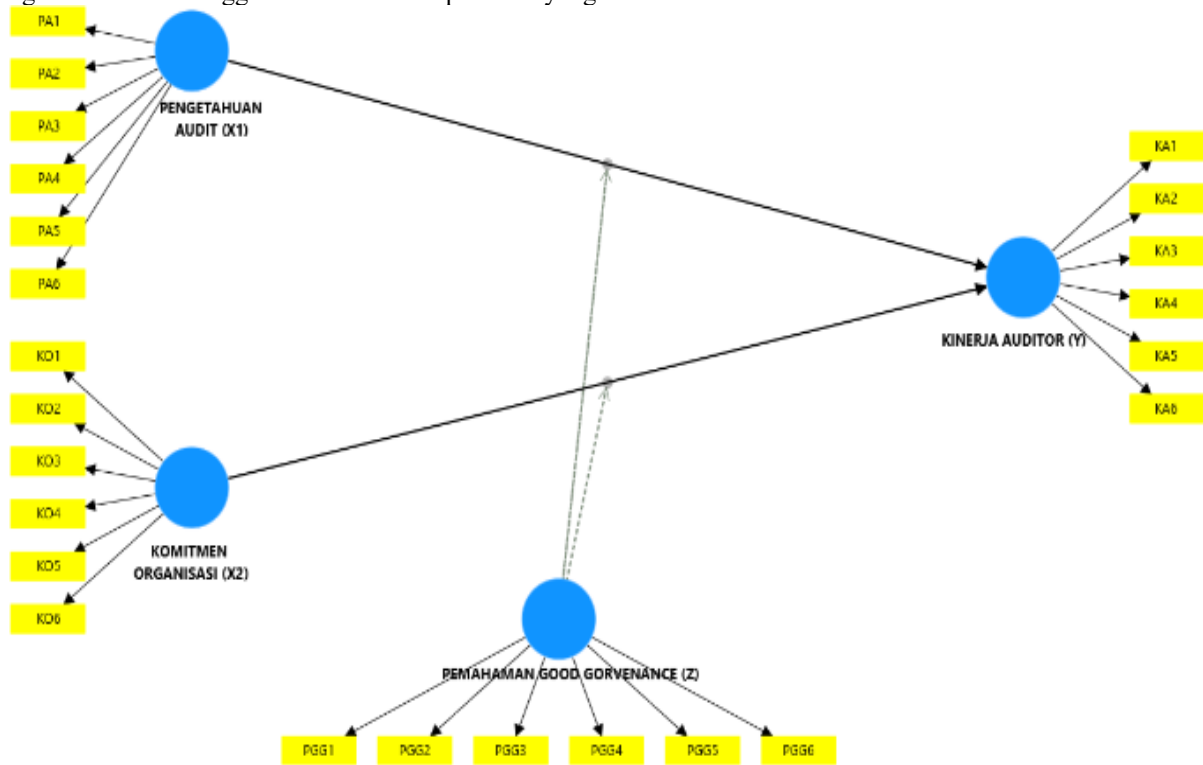 PA1
PA2
PA3
PA4
PA5
PA6
PENGETAHUAN
AUDIT (X1)
KO1
KO2
KO3
KO4
KO5
KO6
KOMITMEN
ORGANISASI (X2)
KA1
KA2
KA3
KA4
KA5
KA6
KINERJA AUDITOR (Y)
PEMAHAMAN GOOD GORVENANCE (Z)
PGG1
PGG2
PGG3
PGG4
PGG5
PGG6